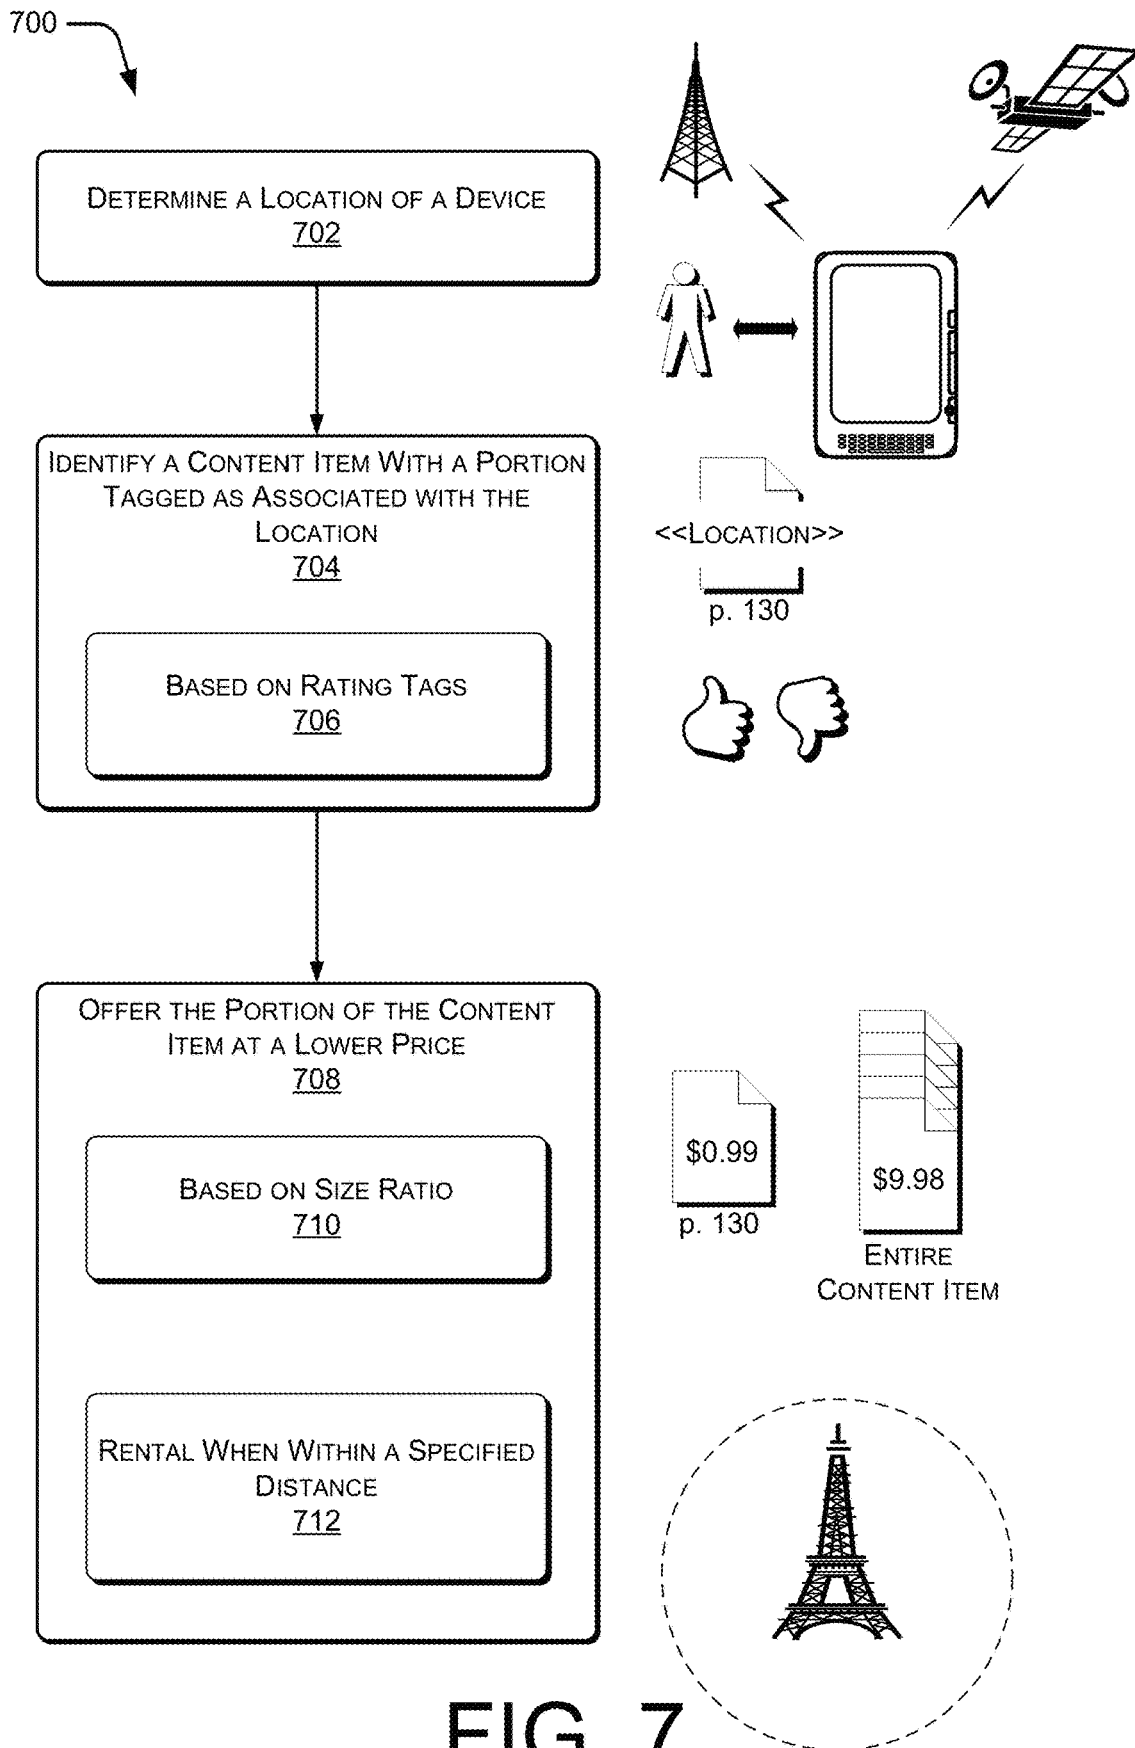 700
DETERMINE A LOCATION OF A DEVICE
702
IDENTIFY A CONTENT ITEM WITH A PORTION
TAGGED AS ASSOCIATED WITH THE
LOCATION
704
<<LOCATION>>
p. 130
BASED ON RATING TAGS
706
OFFER THE PORTION OF THE CONTENT
ITEM AT A LOWER PRICE
708
BASED ON SIZE RATIO
710
$0.99
p. 130
$9.98
ENTIRE
CONTENT ITEM
RENTAL WHEN WITHIN A SPECIFIED
DISTANCE
712
FIG. 7